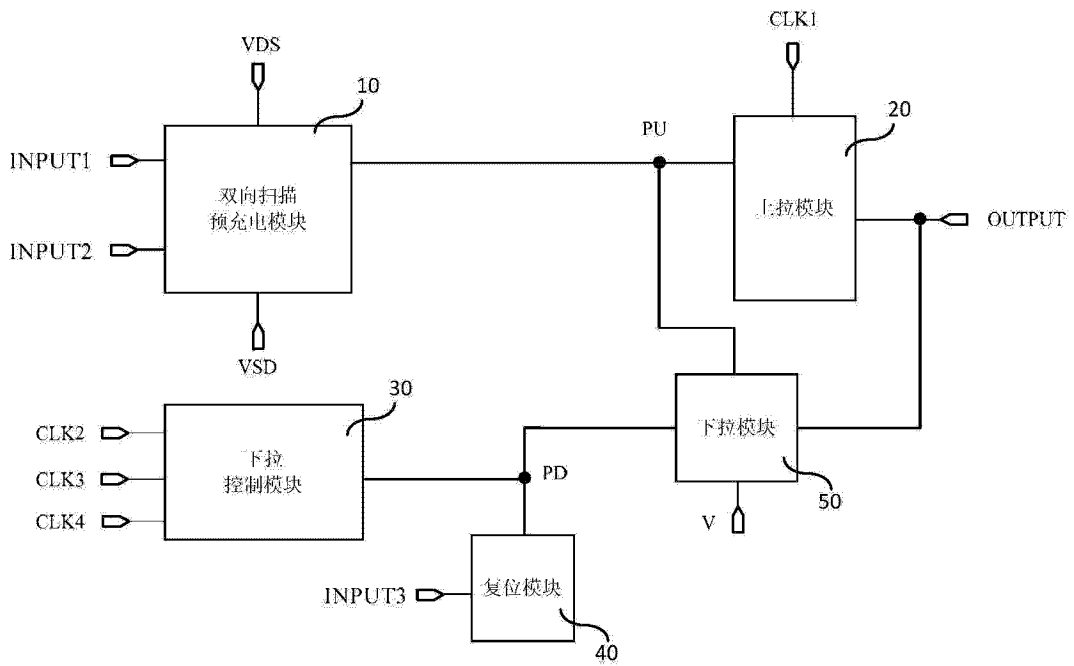 CLK1
VDS
10
20
PU
INPUT1
双向扫描
预充电模块
上拉模块
INPUT2
OUTPUT
VSD
30
CLK2
下拉
控制模块
下拉模块
CLK3
PD
CLK4
50
V
INPUT3
复位模块
40